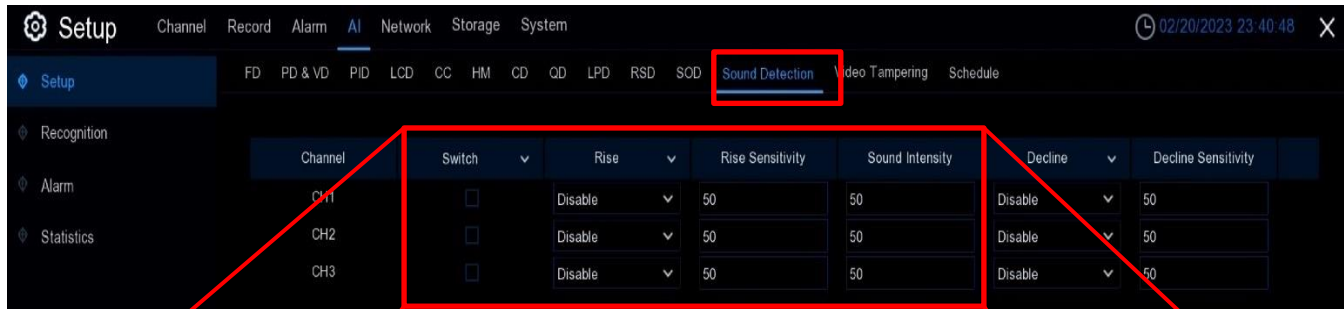 Setup Channel Record Alarm AI Network Storage System 02/20/2023 23:40:48 X
Setup FD PD & VD PID LCD CC HM CD QD LPD RSD SOD Sound Detection Video Tampering Schedule
Recognition
Channel Switch Rise Rise Sensitivity Sound Intensity Decline Decline Sensitivity
Alarm
CH1 Disable 50 50 Disable 50
Statistics
CH2 Disable 50 50 Disable 50
CH3 Disable 50 50 Disable 50